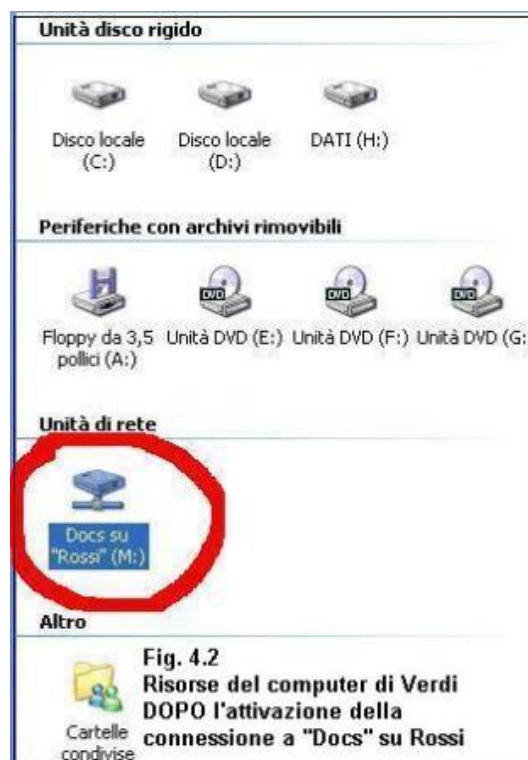 Unità disco rigido
Disco locale
(C:)
Disco locale
(D:)
DATI (H:)
Periferiche con archivi rimovibili
DVD
DVD
DVD
Floppy da 3,5
pollici (A:)
Unità DVD (E:)
Unità DVD (F:)
Unità DVD (G:
Unità di rete
Docs su
"Rossi" (M:)
Altro
Cartelle
condivise
Fig. 4.2
Risorse del computer di Verdi
DOPO l'attivazione della
connessione a "Docs" su Rossi